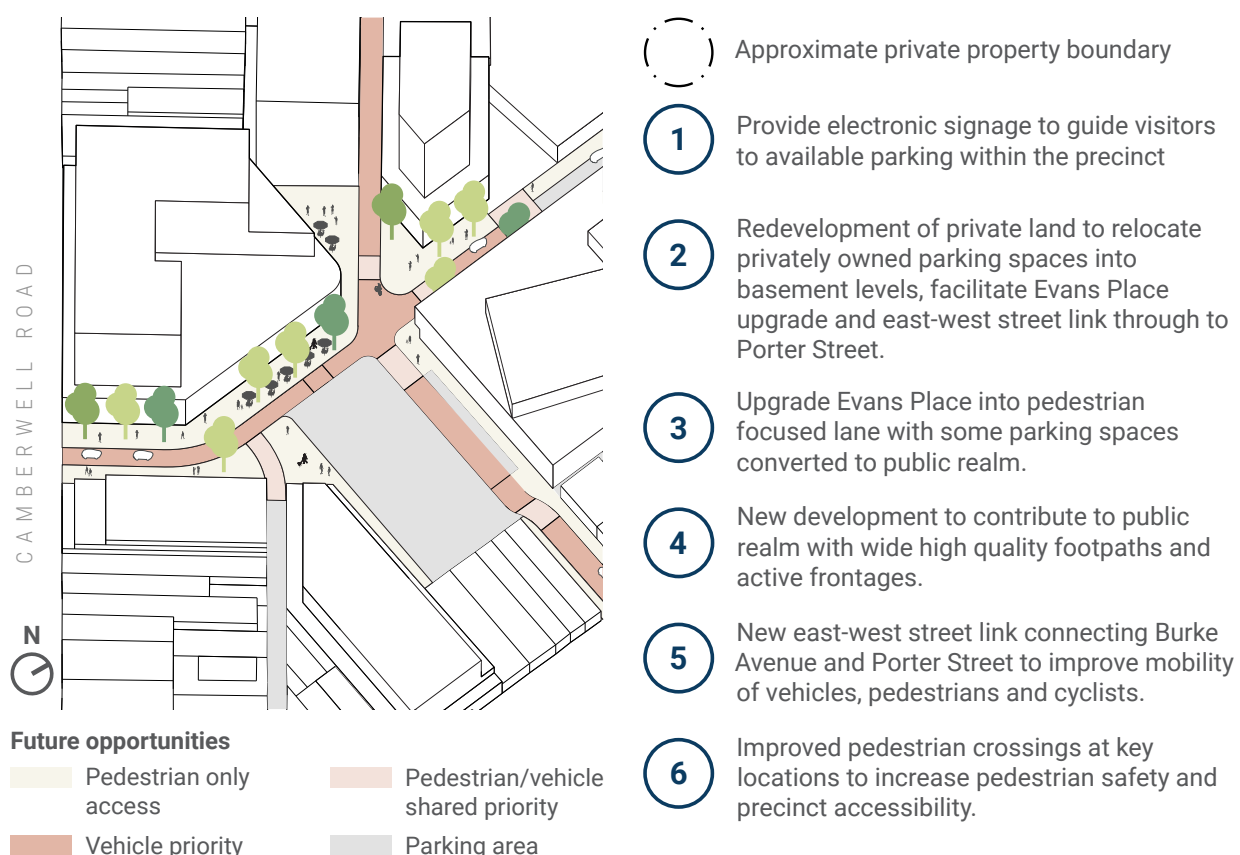 CAMBERWELL ROAD
N
Future opportunities
Pedestrian only
access
Pedestrian/vehicle
shared priority
Vehicle priority
Parking area
Approximate private property boundary
1
Provide electronic signage to guide visitors
to available parking within the precinct
2
Redevelopment of private land to relocate
privately owned parking spaces into
basement levels, facilitate Evans Place
upgrade and east-west street link through to
Porter Street.
3
Upgrade Evans Place into pedestrian
focused lane with some parking spaces
converted to public realm.
4
New development to contribute to public
realm with wide high quality footpaths and
active frontages.
5
New east-west street link connecting Burke
Avenue and Porter Street to improve mobility
of vehicles, pedestrians and cyclists.
6
Improved pedestrian crossings at key
locations to increase pedestrian safety and
precinct accessibility.